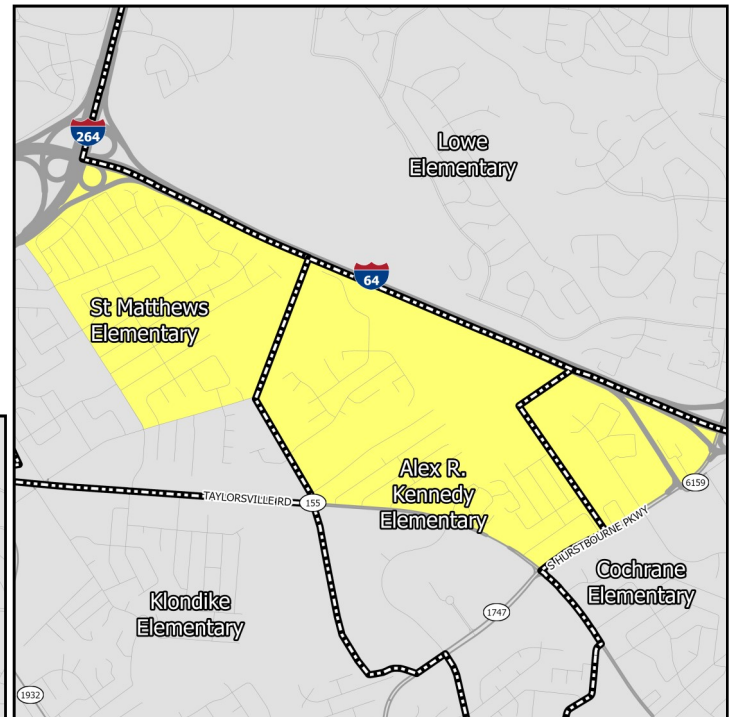 264
Lowe
Elementary
64
St Matthews
Elementary
Alex R.
Kennedy
Elementary
6159
TAYLORSVILLE RD
155
S HURSTBOURNE PKWY
Cochrane
Elementary
Klondike
Elementary
1747
1932